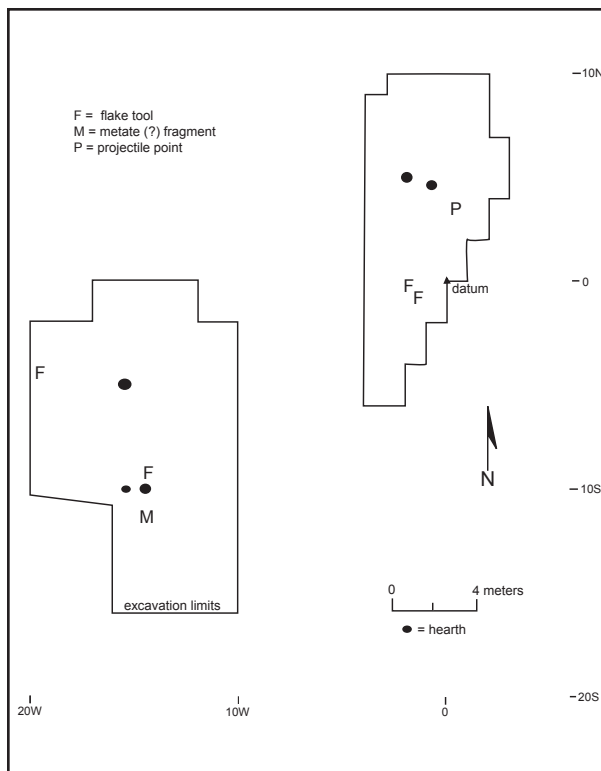 10N
F = flake tool
M = metate (?) fragment
P = projectile point
P
F
F
datum
0
F
F
M
N
10S
0 4 meters
excavation limits
= hearth
20S
20W 10W 0